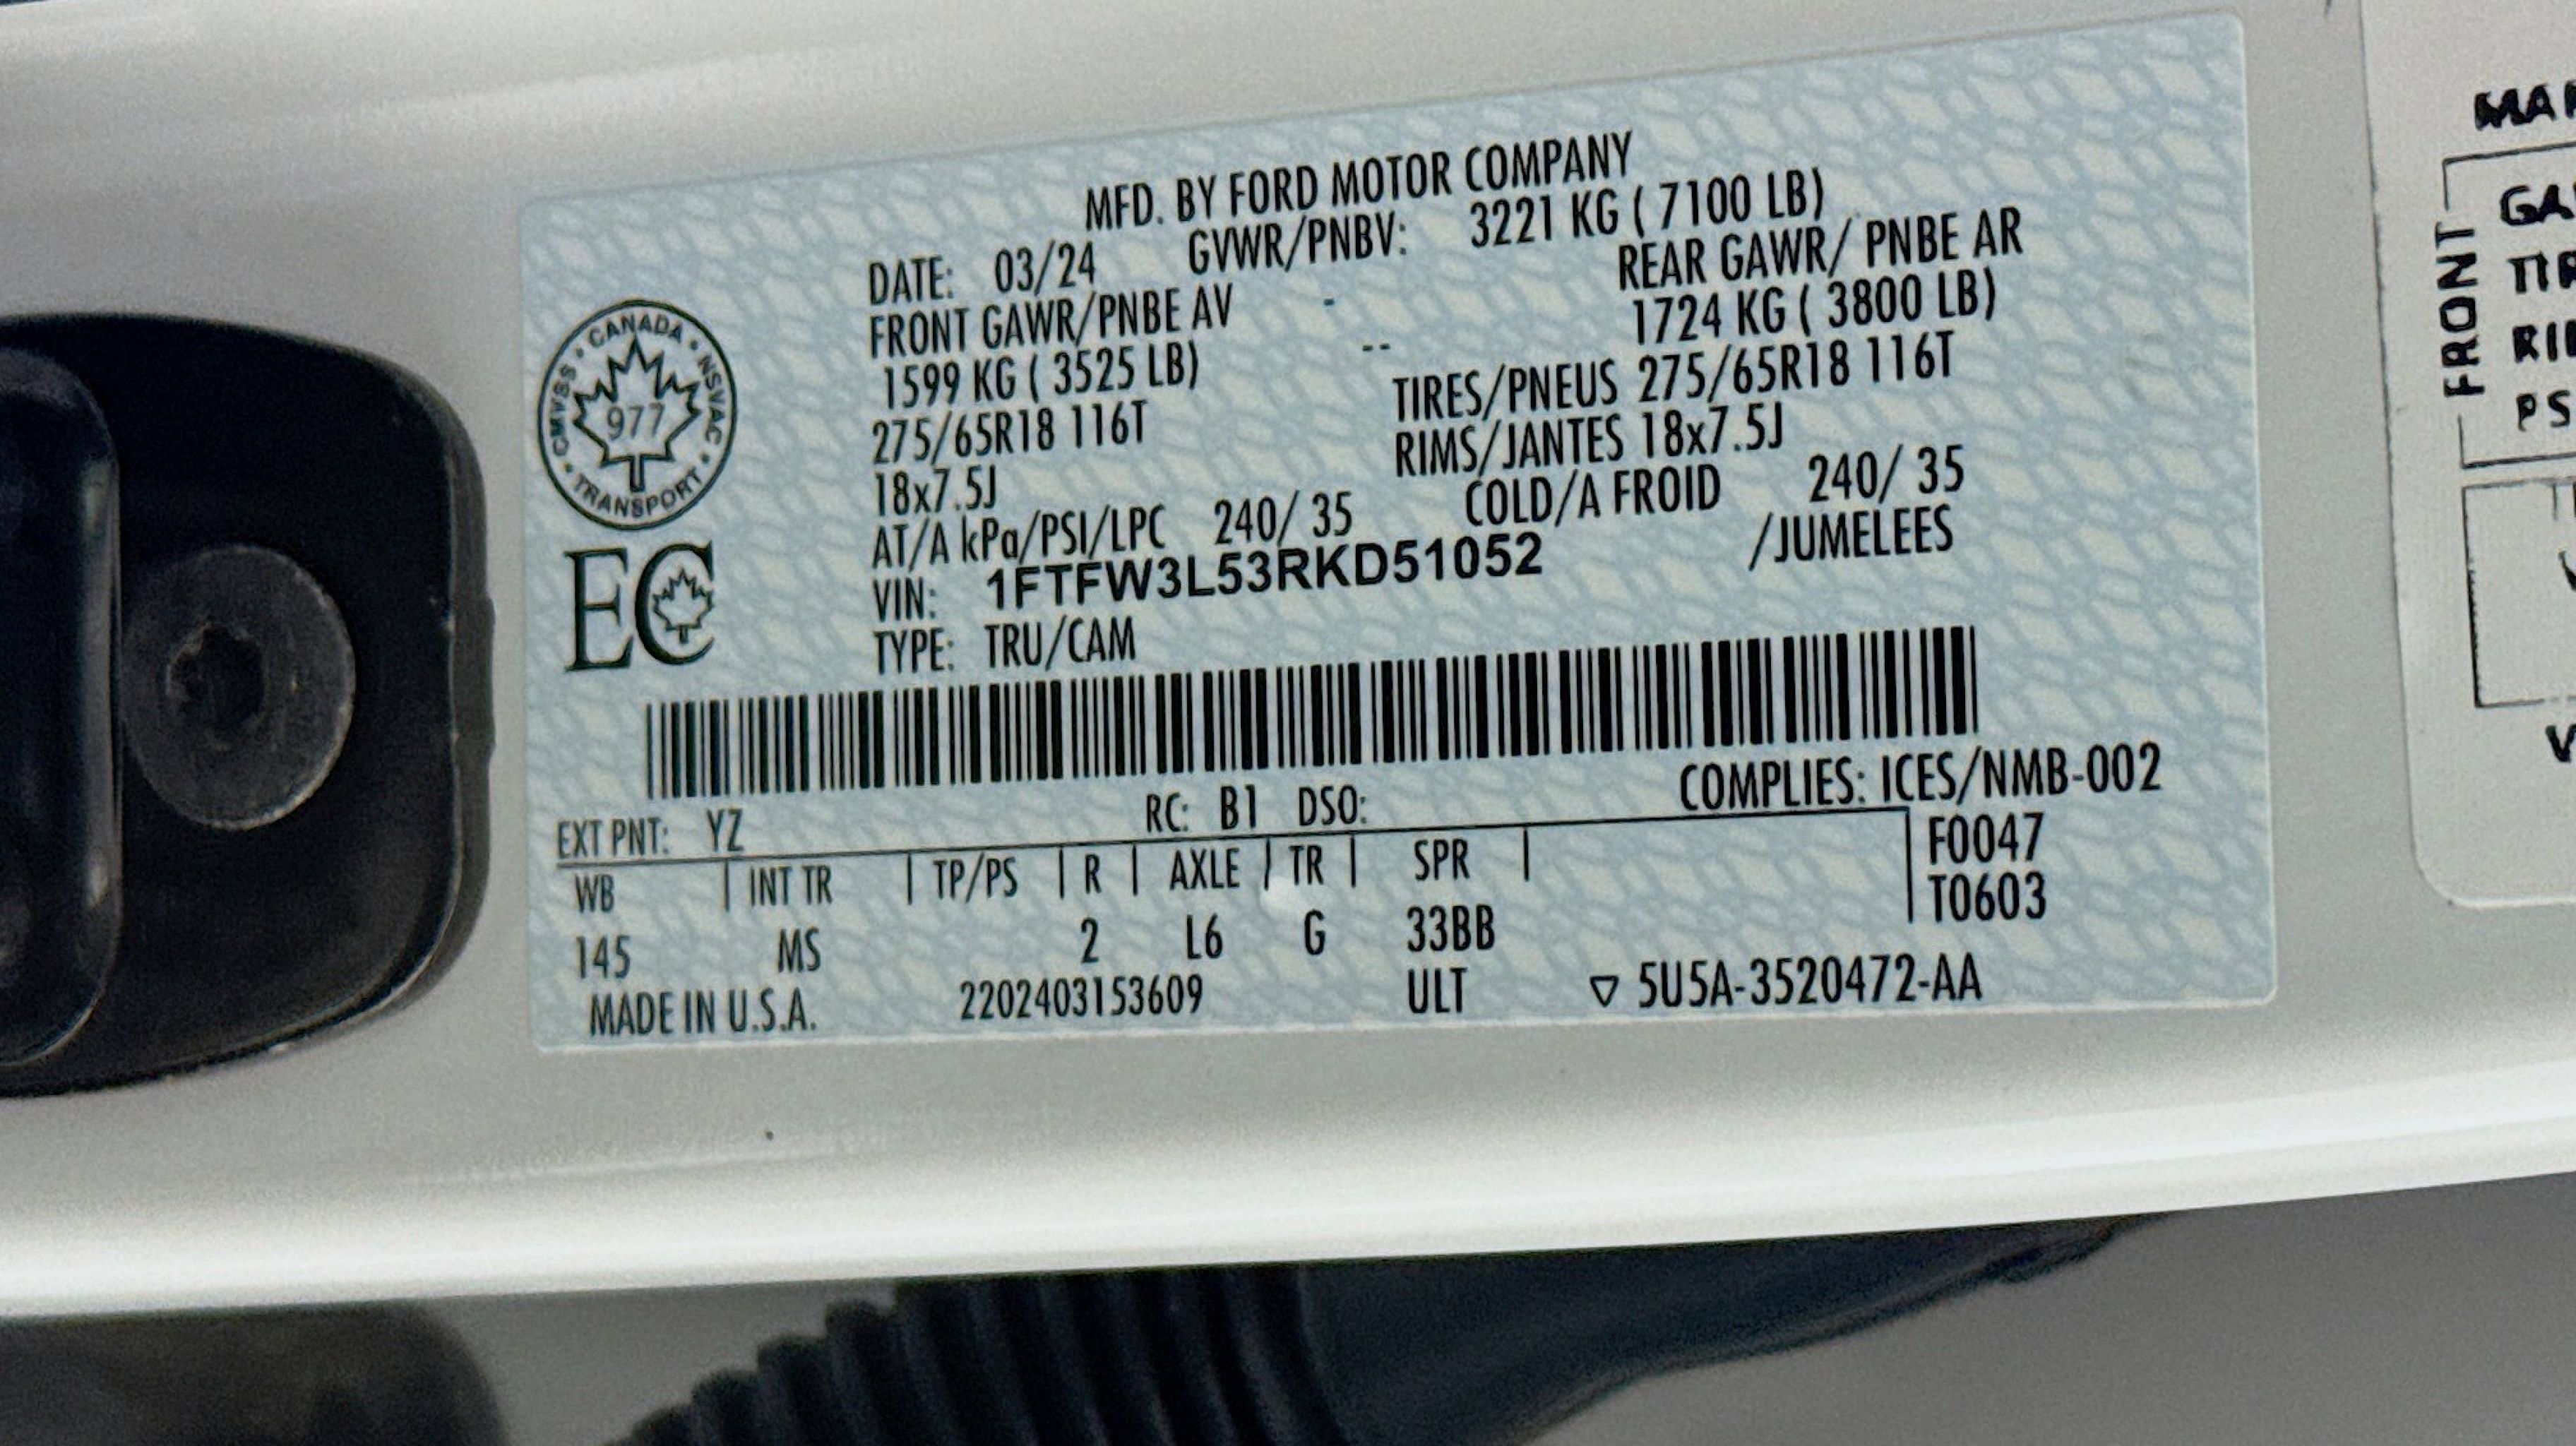 MFD. BY FORD MOTOR COMPANY
DATE: 03/24 GVWR/PNBV: 3221 KG ( 7100 LB)
FRONT GAWR/PNBE AV REAR GAWR/ PNBE AR
1599 KG ( 3525 LB) -- 1724 KG ( 3800 LB)
275/65R18 116T TIRES/PNEUS 275/65R18 116T
18x7.5J RIMS/JANTES 18x7.5J
AT/A kPa/PSI/LPC 240/ 35 COLD/A FROID 240/ 35
VIN: 1FTFW3L53RKD51052 /JUMELEES
TYPE: TRU/CAM
CANADA • NSVAC • TRANSPORT • CMVSS •
977
EC
COMPLIES: ICES/NMB-002
EXT PNT: YZ RC: B1 DSO:
WB | INT TR | TP/PS | R | AXLE | TR | SPR |
F0047
T0603
145 MS 2 L6 G 33BB
MADE IN U.S.A. 2202403153609 ULT ▽ 5U5A-3520472-AA
FRONT
PS